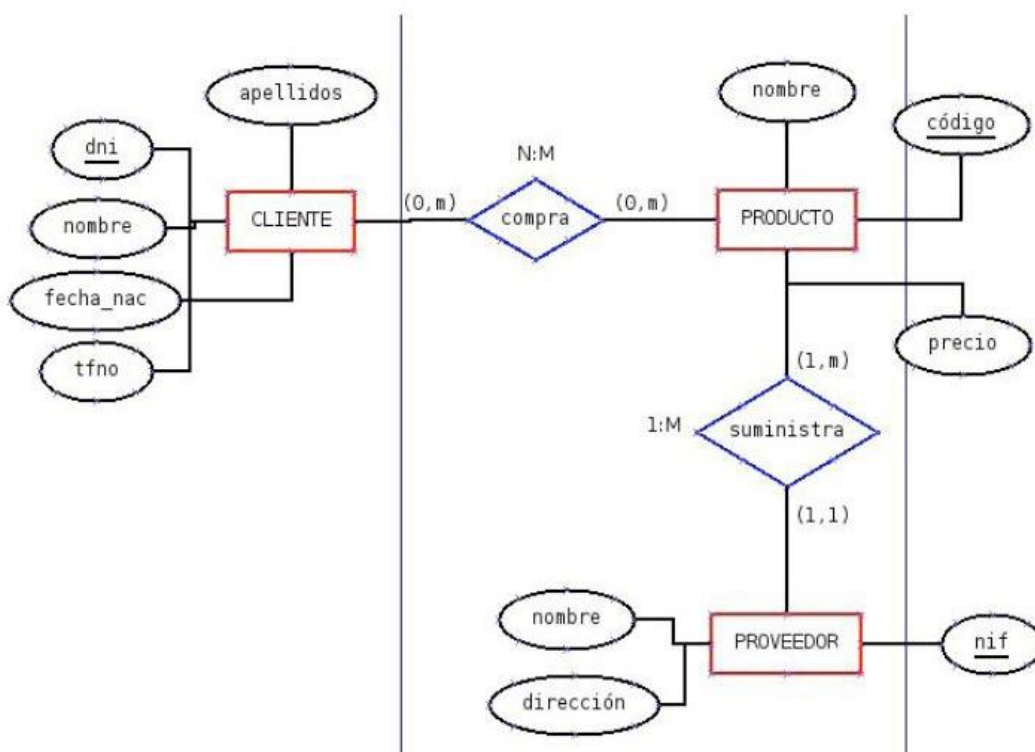 apellidos
nombre
código
dni
N:M
nombre
CLIENTE
(0,m)
compra
(0,m)
PRODUCTO
fecha_nac
tfno
precio
(1,m)
1:M
suministra
(1,1)
nombre
PROVEEDOR
nif
dirección